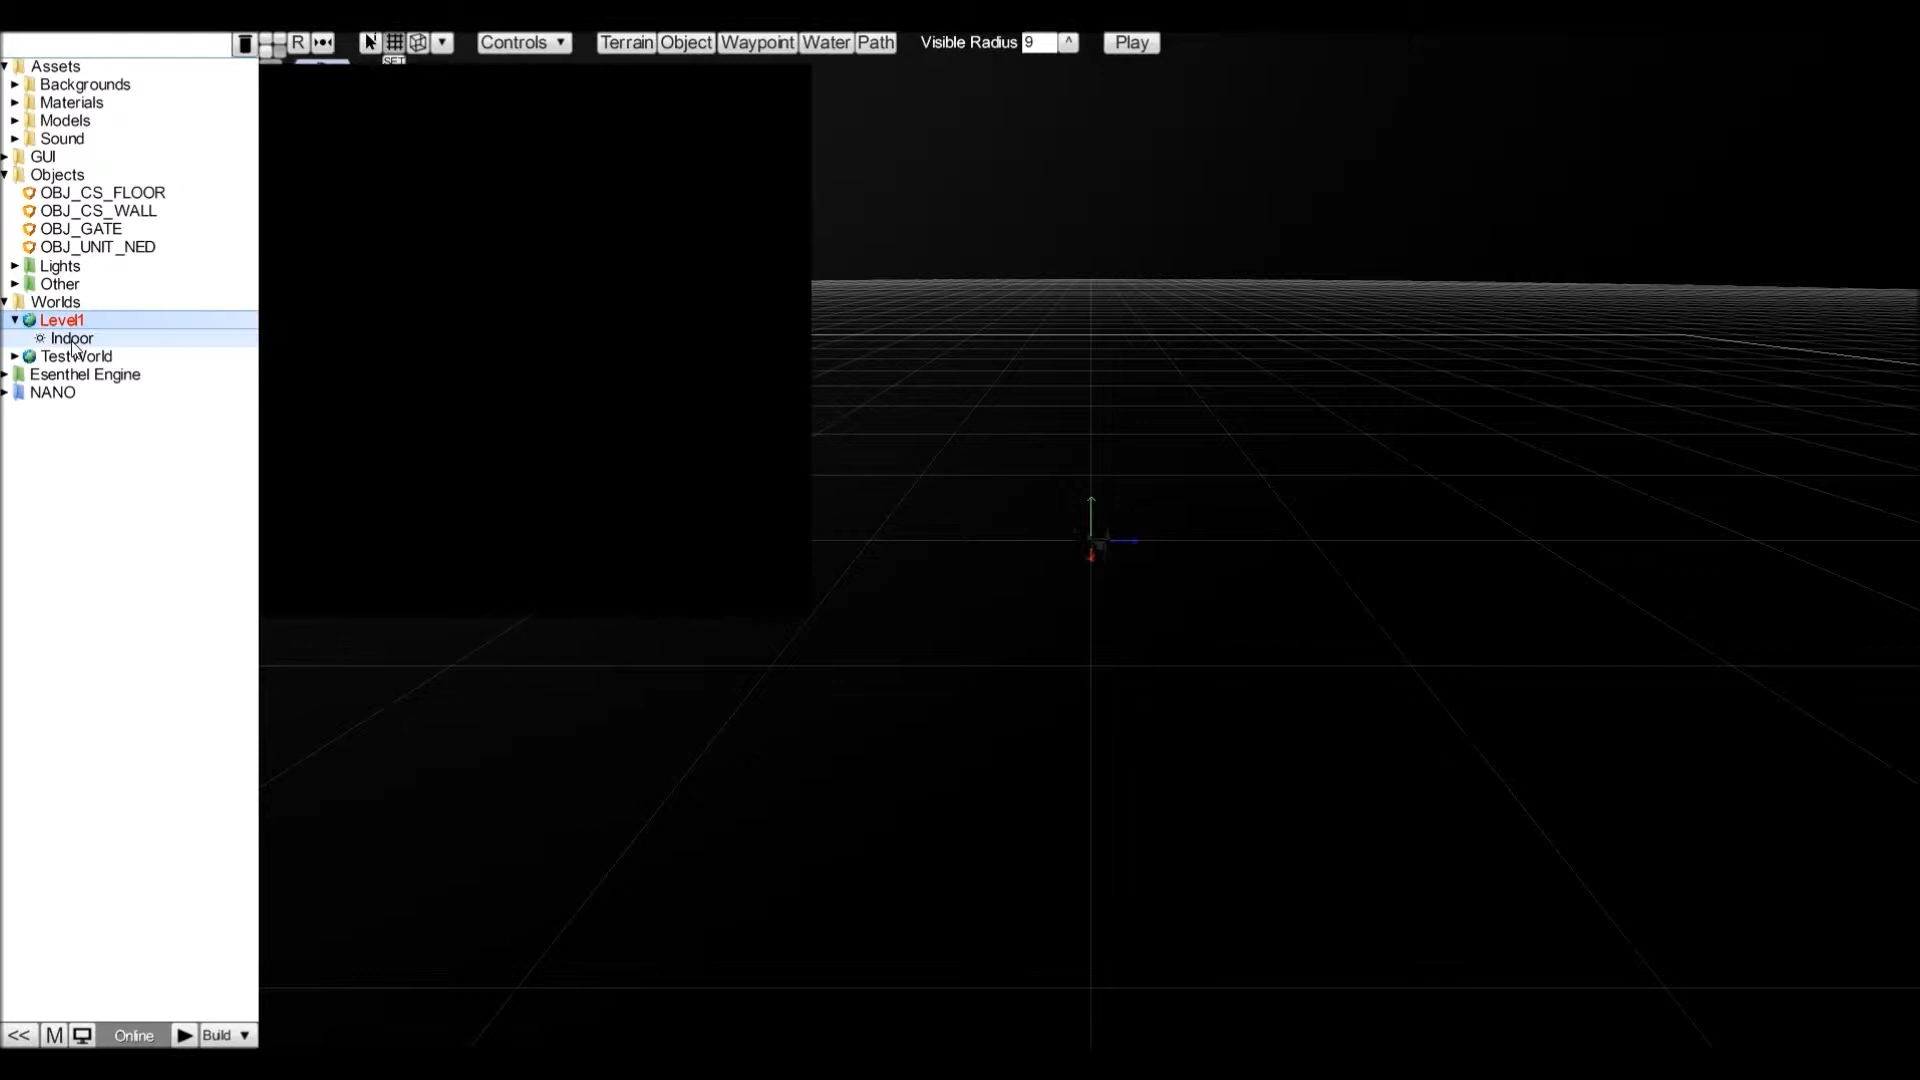 R Controls ▼ Terrain Object Waypoint Water Path Visible Radius 9 ^ Play
SET
Assets
Backgrounds
Materials
Models
Sound
GUI
Objects
OBJ_CS_FLOOR
OBJ_CS_WALL
OBJ_GATE
OBJ_UNIT_NED
Lights
Other
Worlds
Level1
Indoor
TestWorld
Esenthel Engine
NANO
<< M Online Build ▼